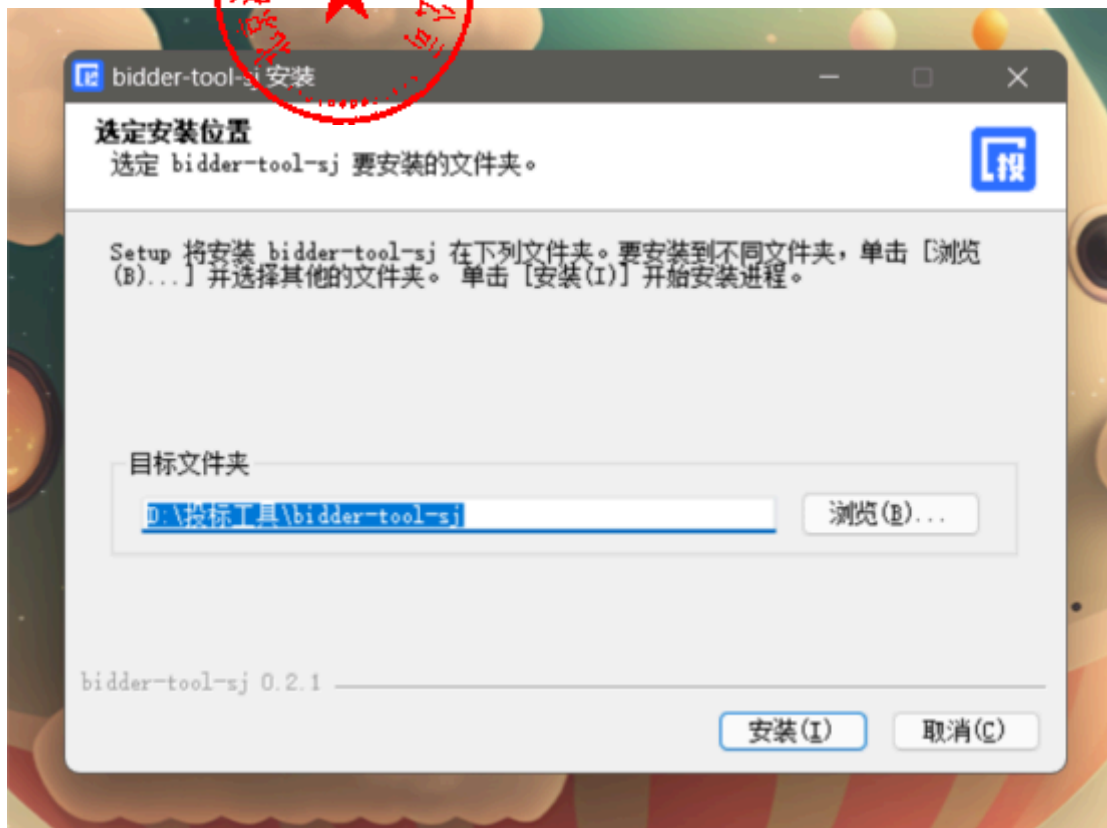 bidder-tool-sj 安装
选定安装位置
选定 bidder-tool-sj 要安装的文件夹。
投
Setup 将安装 bidder-tool-sj 在下列文件夹。要安装到不同文件夹，单击 [浏览
(B)...] 并选择其他的文件夹。 单击 [安装(I)] 开始安装进程。
目标文件夹
D:\投标工具\bidder-tool-sj
浏览(B)...
bidder-tool-sj 0.2.1
安装(I)
取消(C)